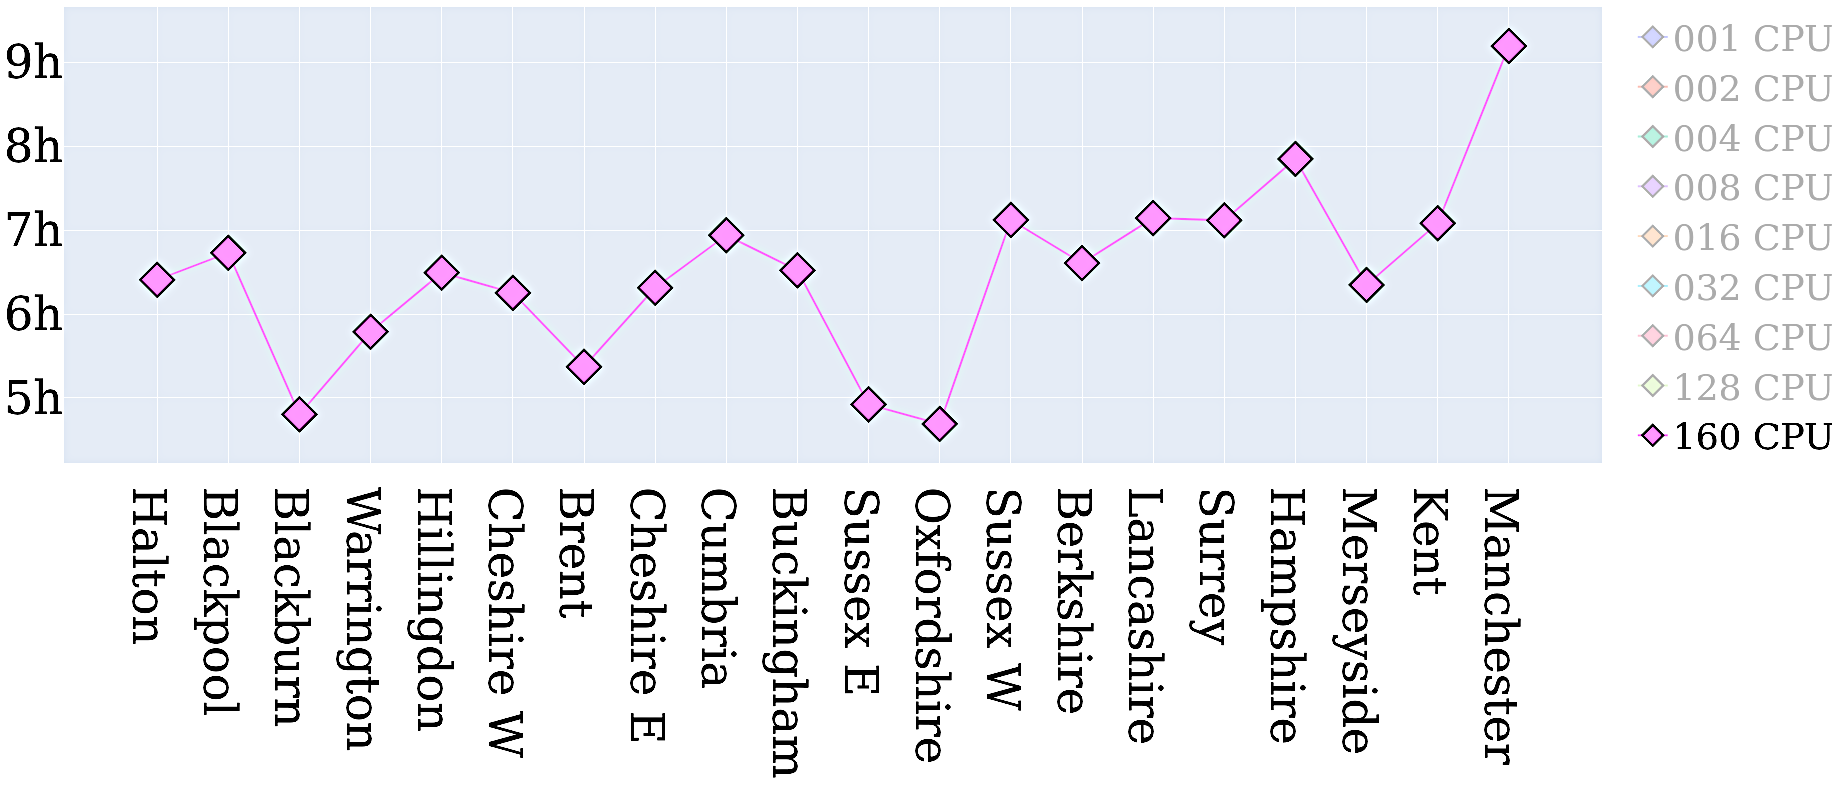 9h
8h
7h
6h
5h
Halton
Blackpool
Blackburn
Warrington
Hillingdon
Cheshire W
Brent
Cheshire E
Cumbria
Buckingham
Sussex E
Oxfordshire
Sussex W
Berkshire
Lancashire
Surrey
Hampshire
Merseyside
Kent
Manchester
001 CPU
002 CPU
004 CPU
008 CPU
016 CPU
032 CPU
064 CPU
128 CPU
160 CPU